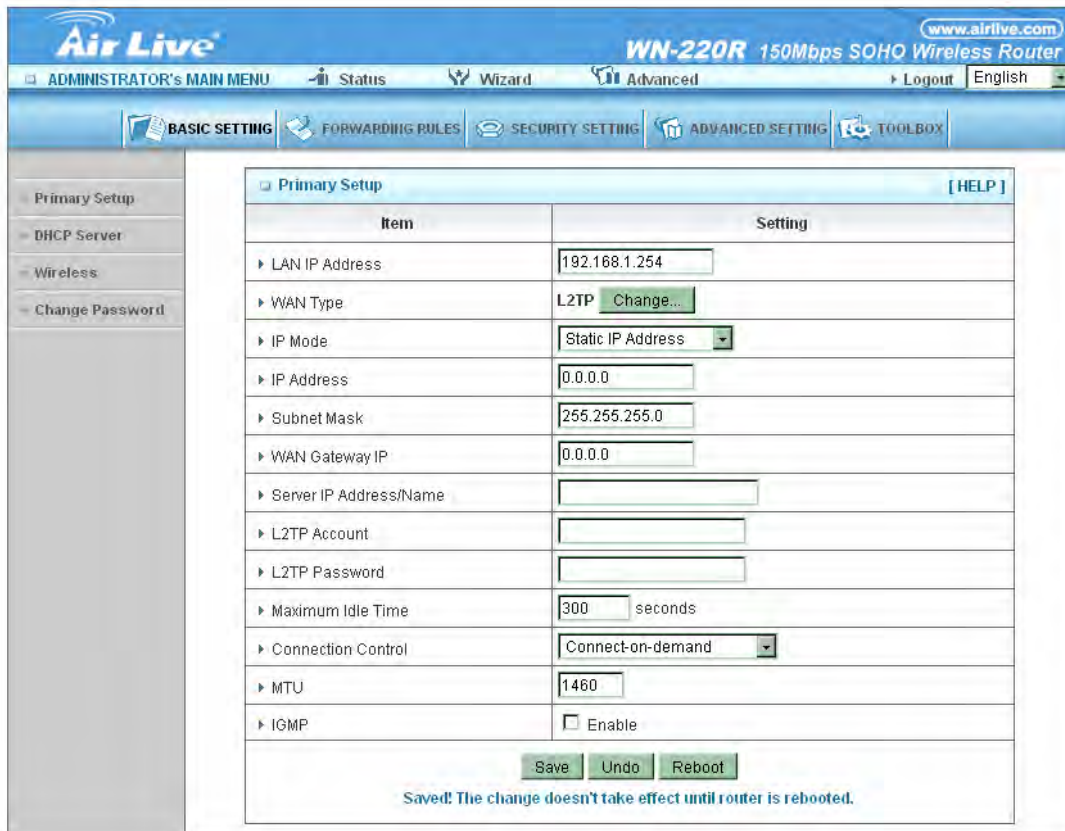 Air Live®
www.airlive.com
WN-220R 150Mbps SOHO Wireless Router
ADMINISTRATOR's MAIN MENU Status Wizard Advanced Logout English
BASIC SETTING FORWARDING RULES SECURITY SETTING ADVANCED SETTING TOOLBOX
Primary Setup
DHCP Server
Wireless
Change Password
Primary Setup [ HELP ]
Item Setting
LAN IP Address 192.168.1.254
WAN Type L2TP Change...
IP Mode Static IP Address
IP Address 0.0.0.0
Subnet Mask 255.255.255.0
WAN Gateway IP 0.0.0.0
Server IP Address/Name
L2TP Account
L2TP Password
Maximum Idle Time 300 seconds
Connection Control Connect-on-demand
MTU 1460
IGMP Enable
Save Undo Reboot
Saved! The change doesn't take effect until router is rebooted.